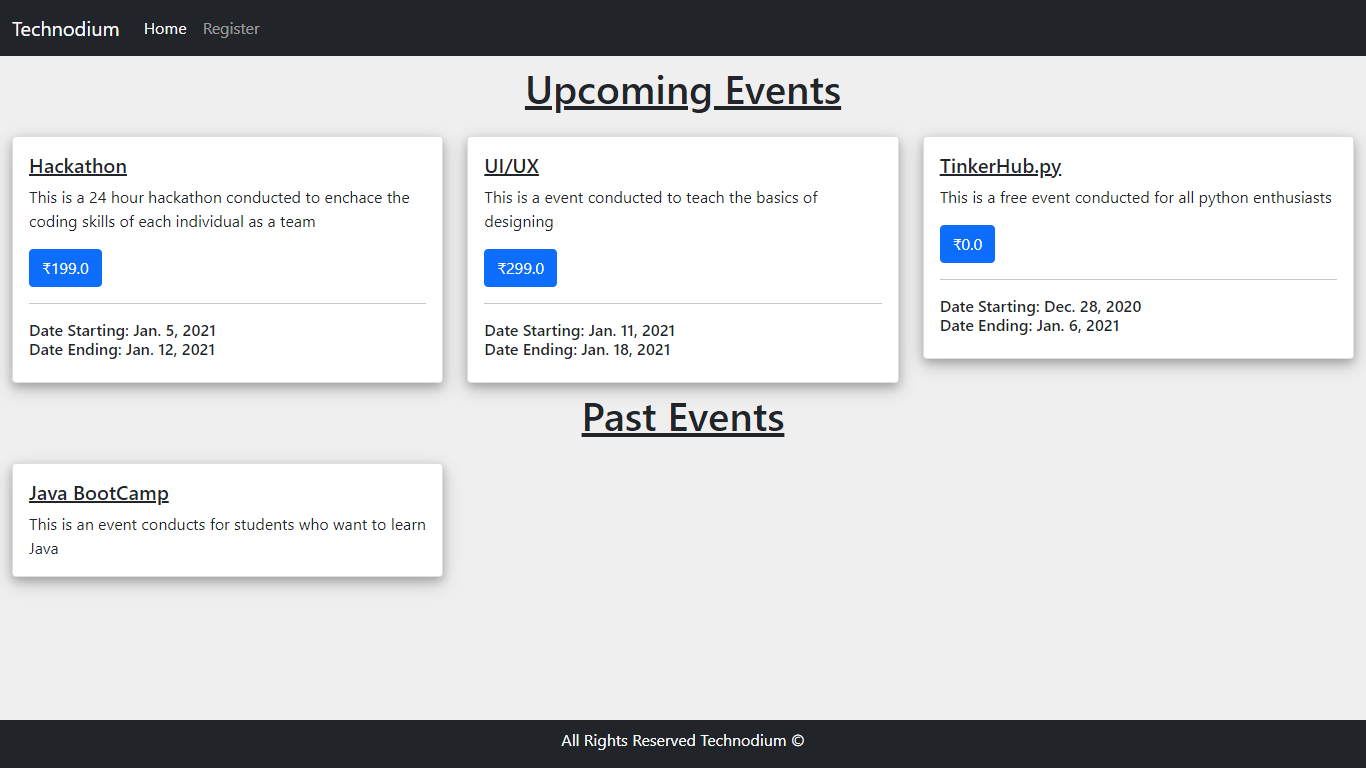 Technodium Home Register
Upcoming Events
Hackathon
This is a 24 hour hackathon conducted to enchace the
coding skills of each individual as a team
₹199.0
Date Starting: Jan. 5, 2021
Date Ending: Jan. 12, 2021
UI/UX
This is a event conducted to teach the basics of
designing
₹299.0
Date Starting: Jan. 11, 2021
Date Ending: Jan. 18, 2021
TinkerHub.py
This is a free event conducted for all python enthusiasts
₹0.0
Date Starting: Dec. 28, 2020
Date Ending: Jan. 6, 2021
Past Events
Java BootCamp
This is an event conducts for students who want to learn
Java
All Rights Reserved Technodium ©